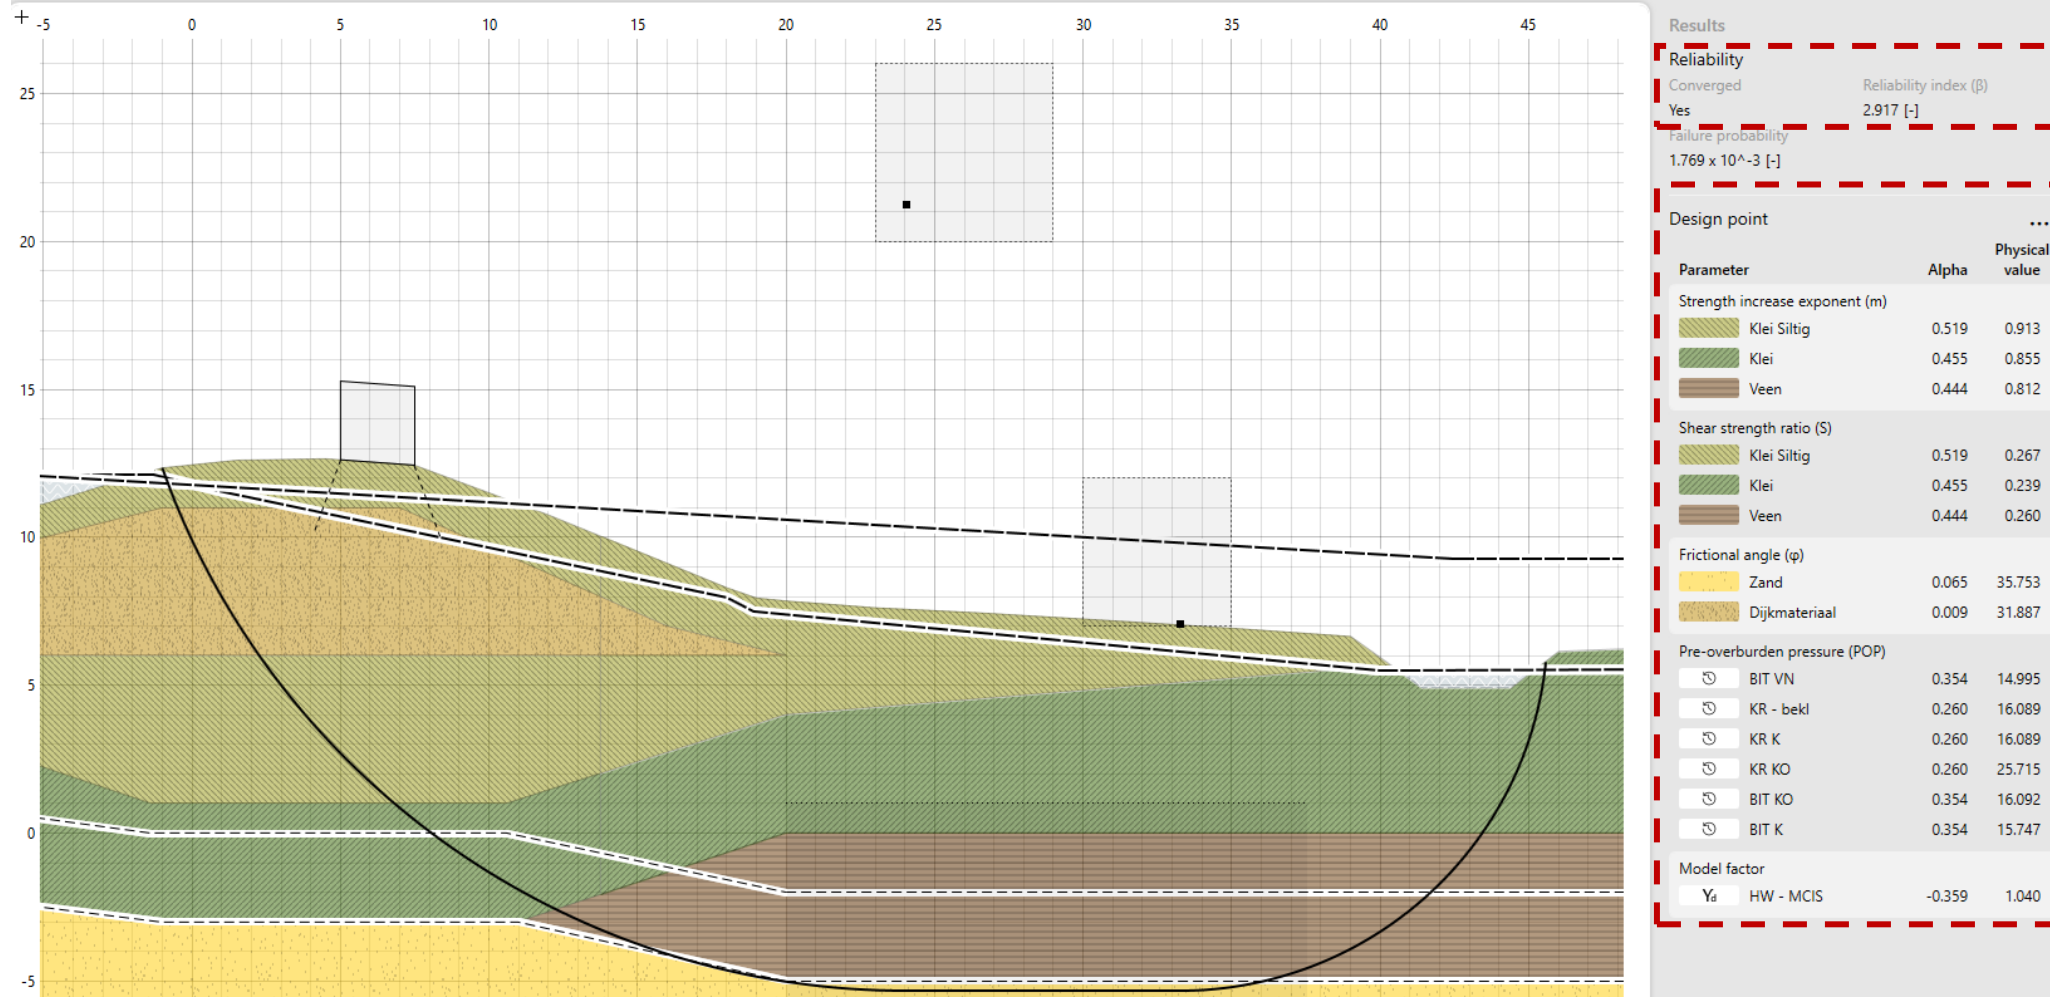 -5 0 5 10 15 20 25 30 35 40 45
25
20
15
10
5
0
-5
Results
Reliability
Converged Reliability index (β)
Yes 2.917 [-]
Failure probability
1.769 x 10^-3 [-]
Design point ...
Physical
Parameter Alpha value
Strength increase exponent (m)
Klei Siltig 0.519 0.913
Klei 0.455 0.855
Veen 0.444 0.812
Shear strength ratio (S)
Klei Siltig 0.519 0.267
Klei 0.455 0.239
Veen 0.444 0.260
Frictional angle (φ)
Zand 0.065 35.753
Dijkmateriaal 0.009 31.887
Pre-overburden pressure (POP)
BIT VN 0.354 14.995
KR - bekl 0.260 16.089
KR K 0.260 16.089
KR KO 0.260 25.715
BIT KO 0.354 16.092
BIT K 0.354 15.747
Model factor
Yd HW - MCIS -0.359 1.040